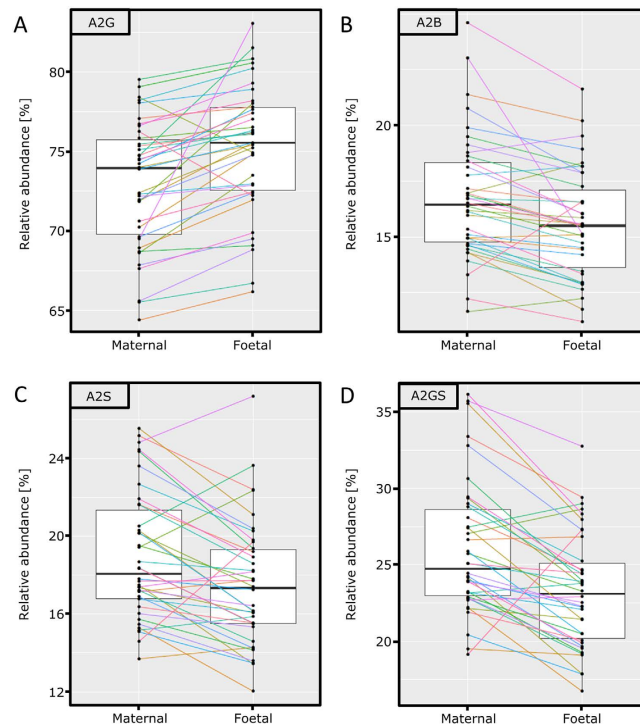 A
A2G
Relative abundance [%]
80
75
70
65
Maternal
Foetal
B
A2B
Relative abundance [%]
20
15
Maternal
Foetal
C
A2S
Relative abundance [%]
24
20
16
12
Maternal
Foetal
D
A2GS
Relative abundance [%]
35
30
25
20
Maternal
Foetal